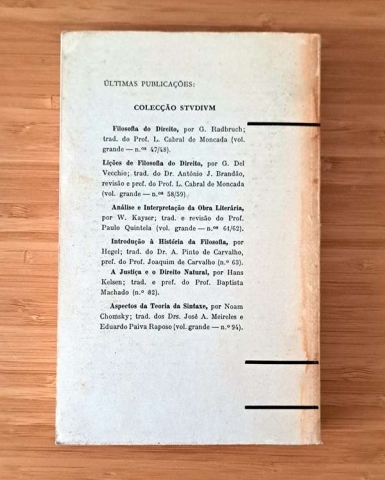 ÚLTIMAS PUBLICAÇÕES:
COLECÇÃO STVDIVM
Filosofia do Direito, por G. Radbruch;
trad. do Prof. L. Cabral de Moncada (vol.
grande — n.os 47/48).
Lições de Filosofia do Direito, por G. Del
Vecchio; trad. do Dr. António J. Brandão,
revisão e pref. do Prof. L. Cabral de Moncada
(vol. grande — n.os 58/59).
Análise e Interpretação da Obra Literária,
por W. Kayser; trad. e revisão do Prof.
Paulo Quintela (vol. grande — n.os 61/62).
Introdução à História da Filosofia, por
Hegel; trad. do Dr. A. Pinto de Carvalho,
pref. do Prof. Joaquim de Carvalho (n.º 63).
A Justiça e o Direito Natural, por Hans
Kelsen; trad. e pref. do Prof. Baptista
Machado (n.º 82).
Aspectos da Teoria da Sintaxe, por Noam
Chomsky; trad. dos Drs. José A. Meireles e
Eduardo Paiva Raposo (vol. grande — n.º 94).